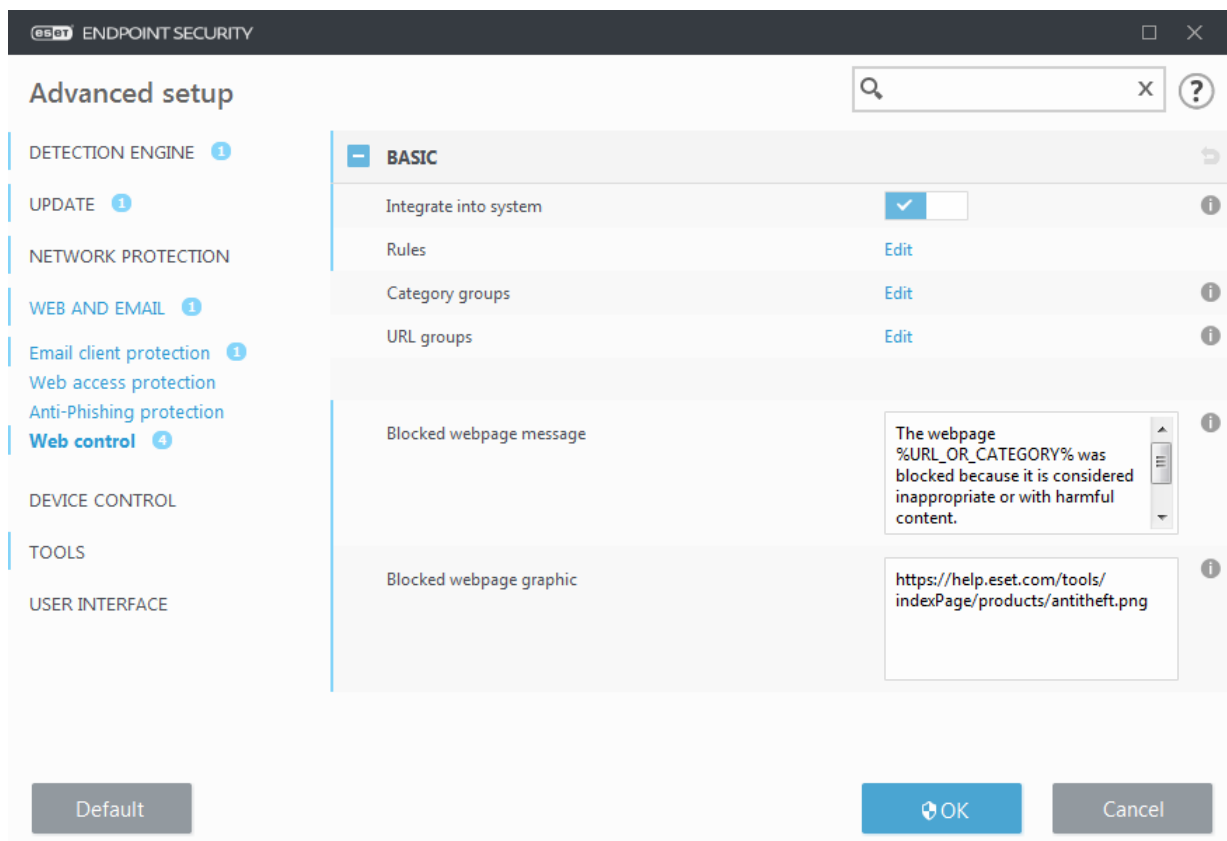 eset ENDPOINT SECURITY
Advanced setup
x
?
DETECTION ENGINE 1
UPDATE 1
NETWORK PROTECTION
WEB AND EMAIL 1
Email client protection 1
Web access protection
Anti-Phishing protection
Web control 4
DEVICE CONTROL
TOOLS
USER INTERFACE
BASIC
Integrate into system
i
Rules Edit
Category groups Edit i
URL groups Edit i
Blocked webpage message
The webpage
%URL_OR_CATEGORY% was
blocked because it is considered
inappropriate or with harmful
content.
i
Blocked webpage graphic
https://help.eset.com/tools/
indexPage/products/antitheft.png
i
Default
OK
Cancel